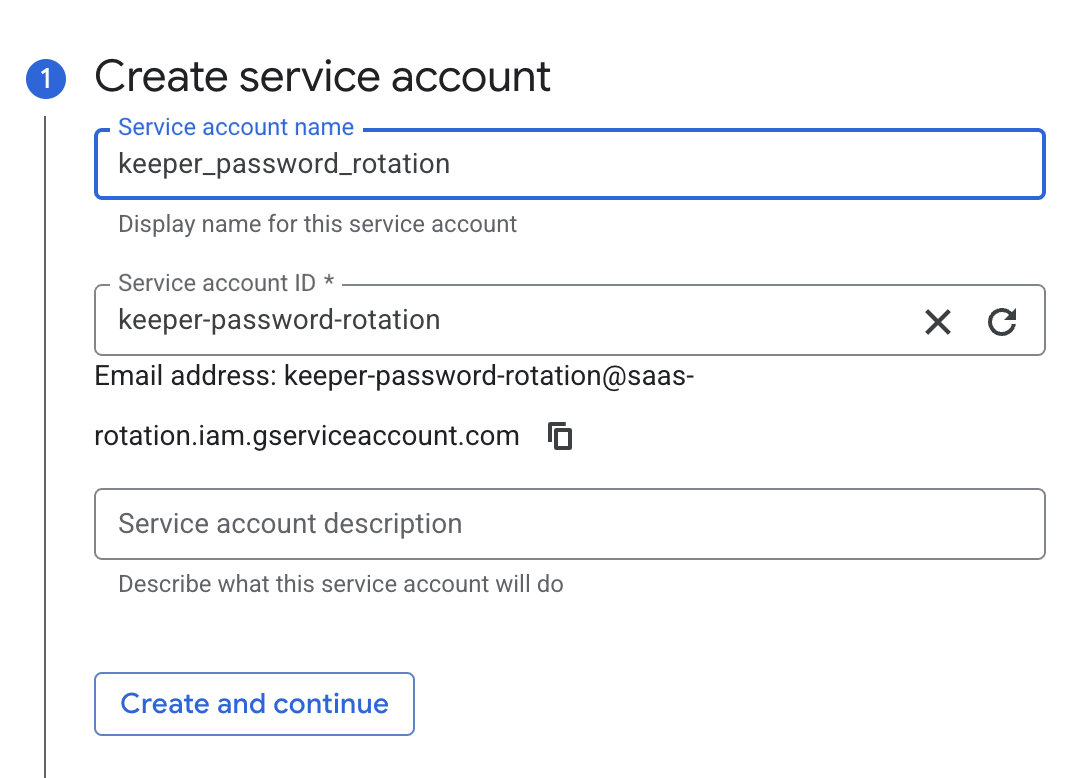 1
Create service account
Service account name
keeper_password_rotation
Display name for this service account
Service account ID *
keeper-password-rotation
Email address: keeper-password-rotation@saas-
rotation.iam.gserviceaccount.com
Service account description
Describe what this service account will do
Create and continue